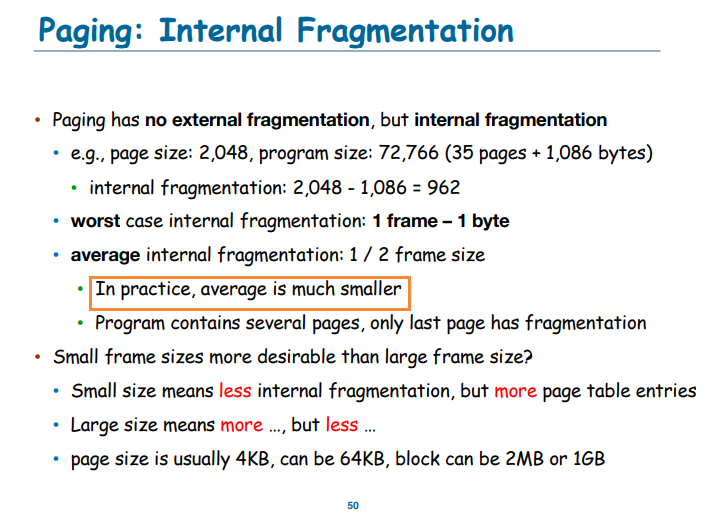 Paging: Internal Fragmentation
• Paging has no external fragmentation, but internal fragmentation
• e.g., page size: 2,048, program size: 72,766 (35 pages + 1,086 bytes)
• internal fragmentation: 2,048 - 1,086 = 962
• worst case internal fragmentation: 1 frame – 1 byte
• average internal fragmentation: 1 / 2 frame size
• In practice, average is much smaller
• Program contains several pages, only last page has fragmentation
• Small frame sizes more desirable than large frame size?
• Small size means less internal fragmentation, but more page table entries
• Large size means more …, but less …
• page size is usually 4KB, can be 64KB, block can be 2MB or 1GB
50